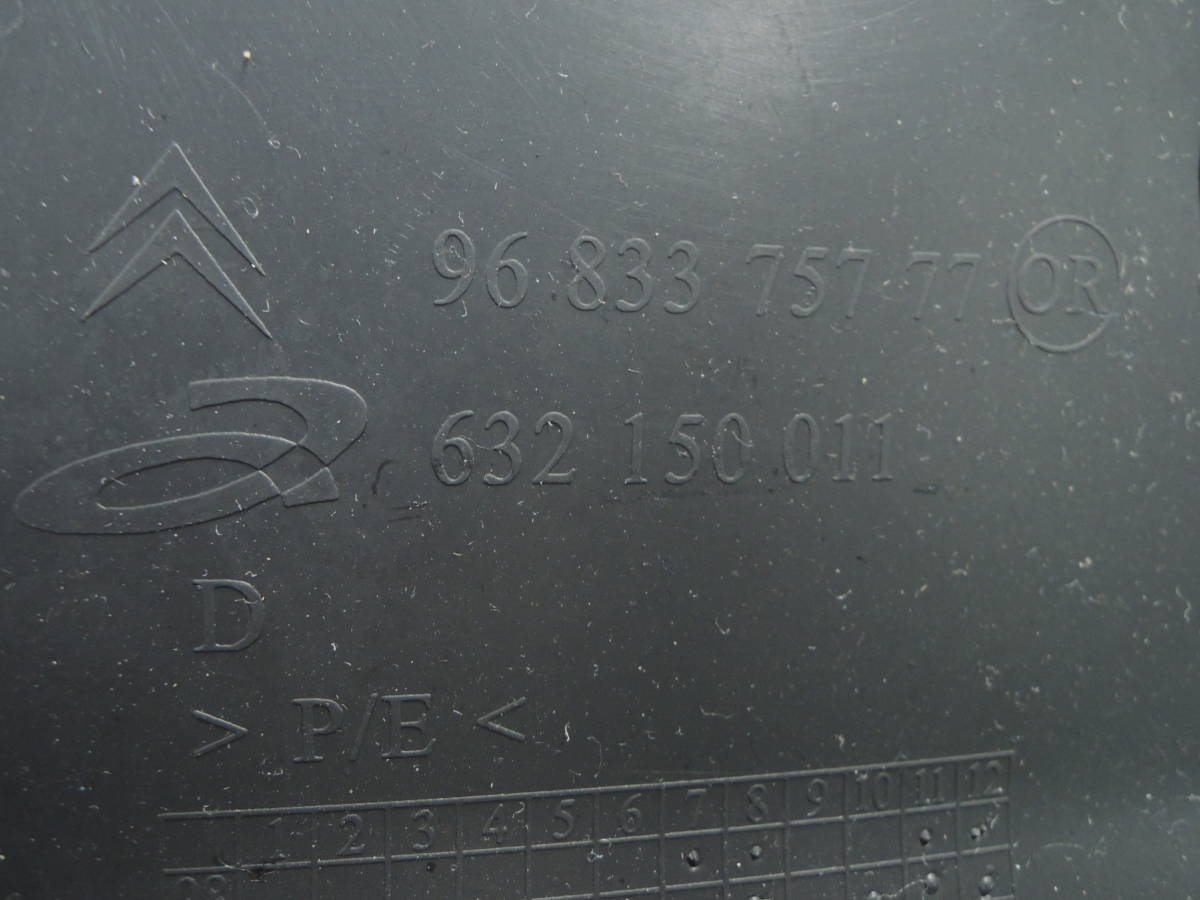 96 833 757 77 OR
632 150 011
D
> P/E <
1 2 3 4 5 6 7 8 9 10 11 12